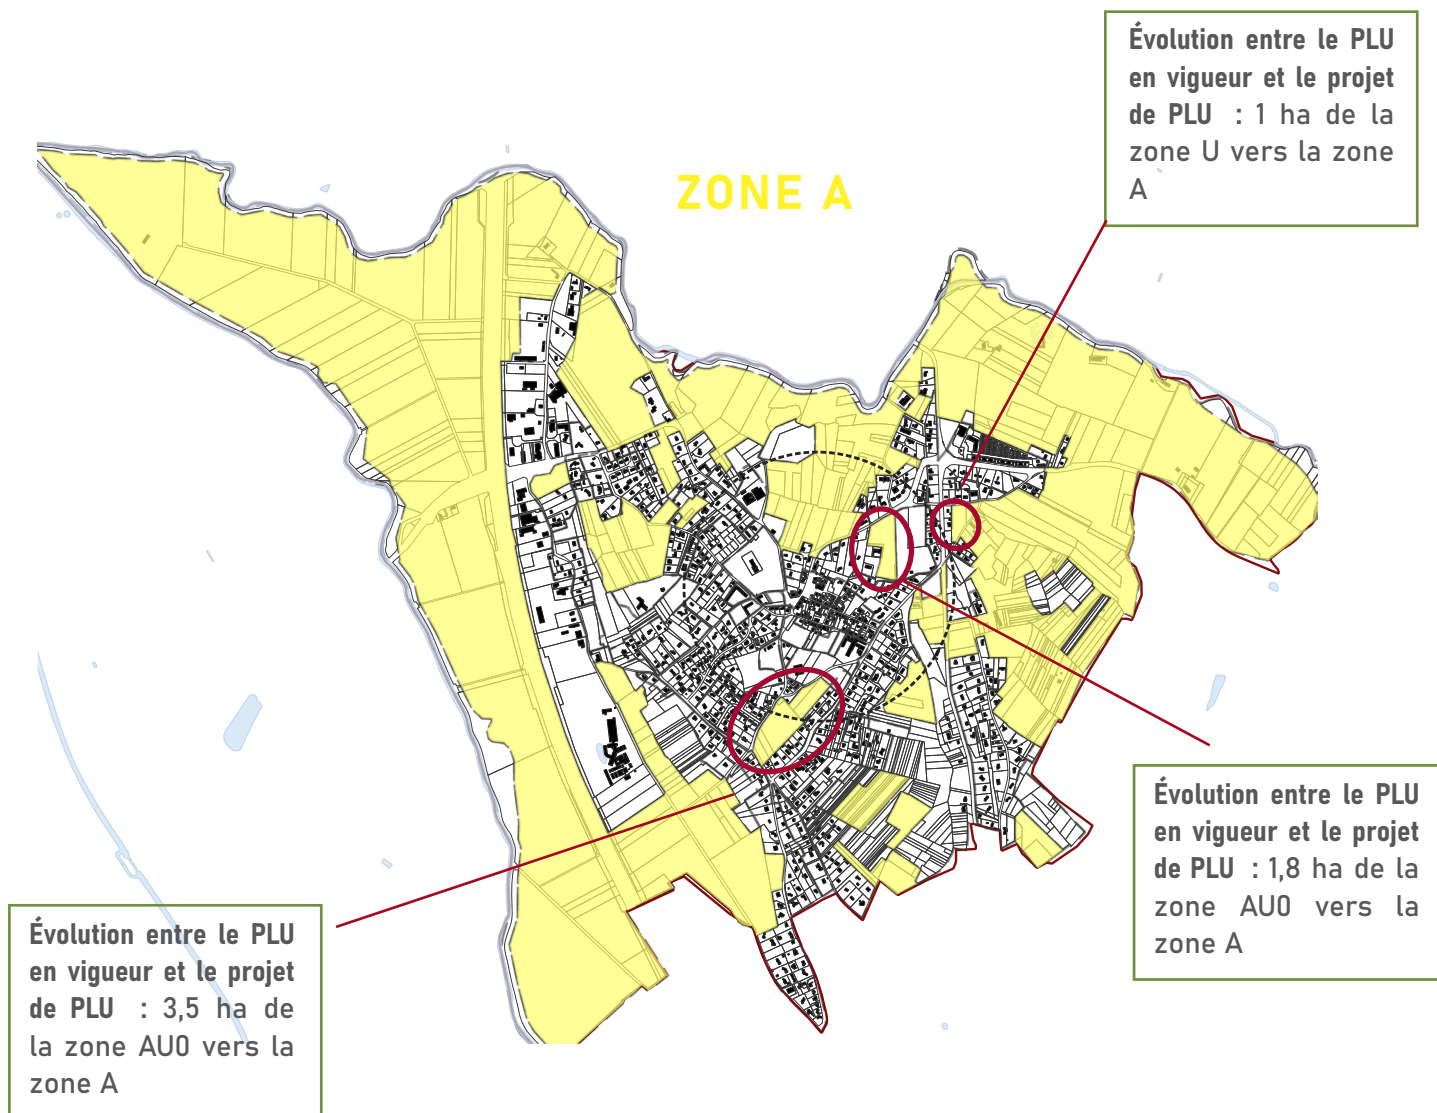 Évolution entre le PLU
en vigueur et le projet
de PLU : 1 ha de la
zone U vers la zone
A
ZONE A
Évolution entre le PLU
en vigueur et le projet
de PLU : 1,8 ha de la
zone AU0 vers la
zone A
Évolution entre le PLU
en vigueur et le projet
de PLU : 3,5 ha de
la zone AU0 vers la
zone A